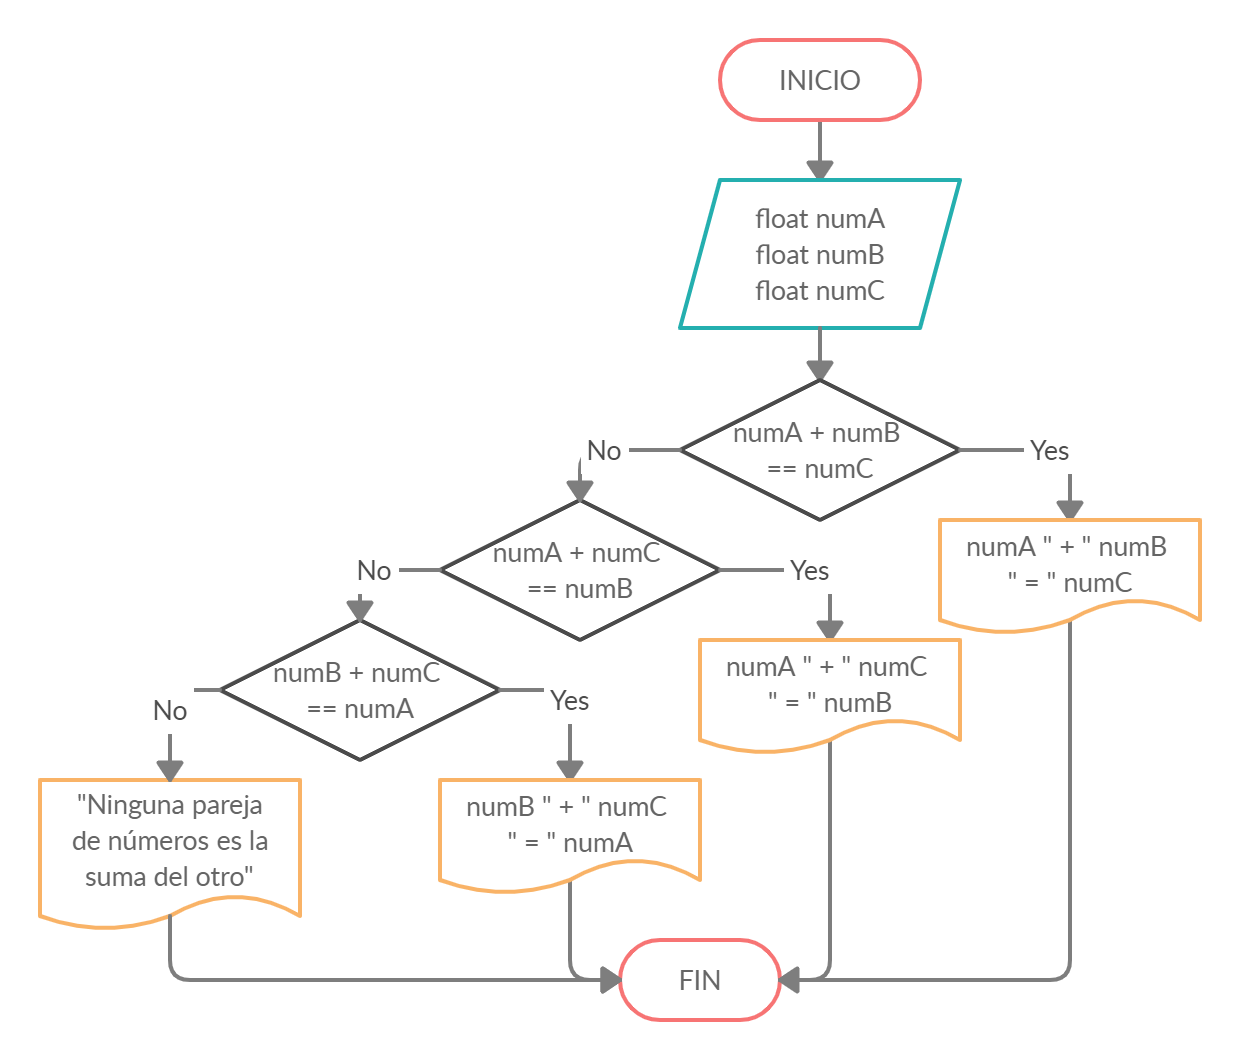 INICIO
float numA
float numB
float numC
numA + numB
== numC
No
Yes
numA + numC
== numB
No
Yes
numA " + " numB
" = " numC
numB + numC
== numA
No
Yes
numA " + " numC
" = " numB
"Ninguna pareja
de números es la
suma del otro"
numB " + " numC
" = " numA
FIN